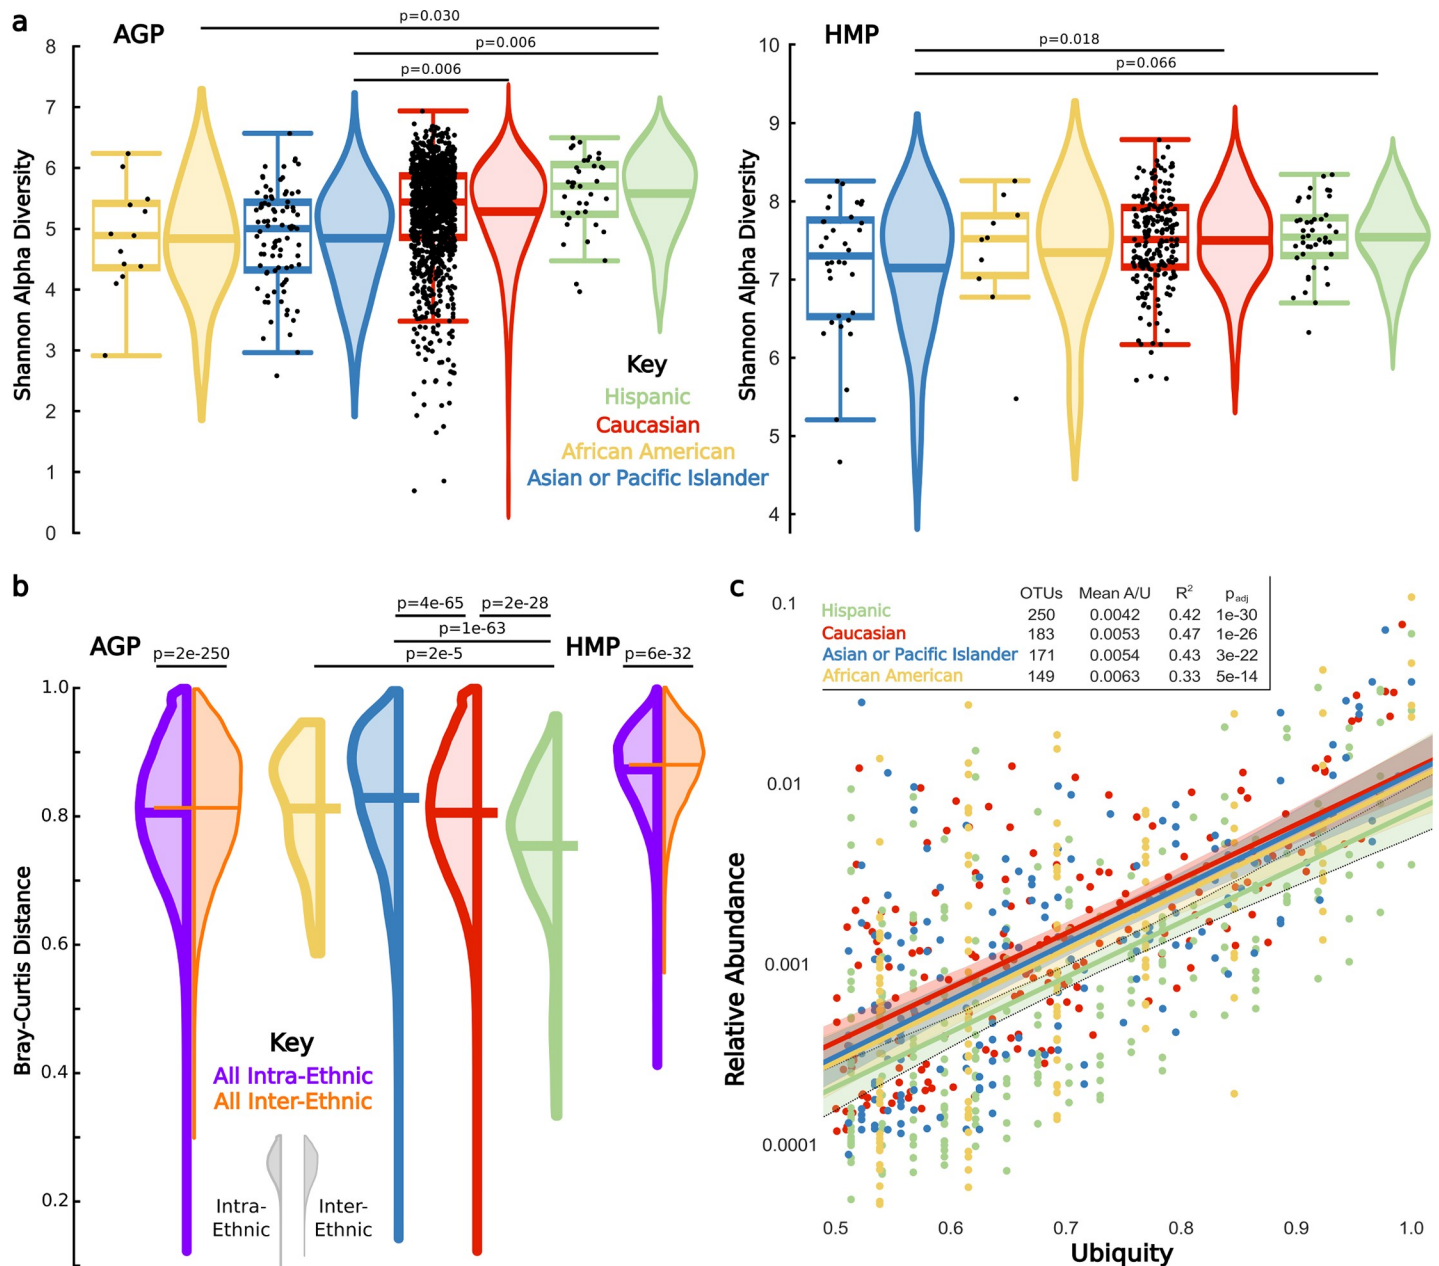 a
AGP
p=0.030
p=0.006
p=0.006
8
7
6
5
4
3
2
1
0
Shannon Alpha Diversity
Key
Hispanic
Caucasian
African American
Asian or Pacific Islander
HMP
p=0.018
p=0.066
10
9
8
7
6
5
4
Shannon Alpha Diversity
b
AGP
p=2e-250
p=4e-65
p=2e-28
p=1e-63
p=2e-5
HMP
p=6e-32
1.0
0.8
0.6
0.4
0.2
Bray-Curtis Distance
Key
All Intra-Ethnic
All Inter-Ethnic
Intra-
Ethnic
Inter-
Ethnic
c
OTUs Mean A/U R² p adj
Hispanic 250 0.0042 0.42 1e-30
Caucasian 183 0.0053 0.47 1e-26
Asian or Pacific Islander 171 0.0054 0.43 3e-22
African American 149 0.0063 0.33 5e-14
0.1
0.01
0.001
0.0001
Relative Abundance
0.5 0.6 0.7 0.8 0.9 1.0
Ubiquity